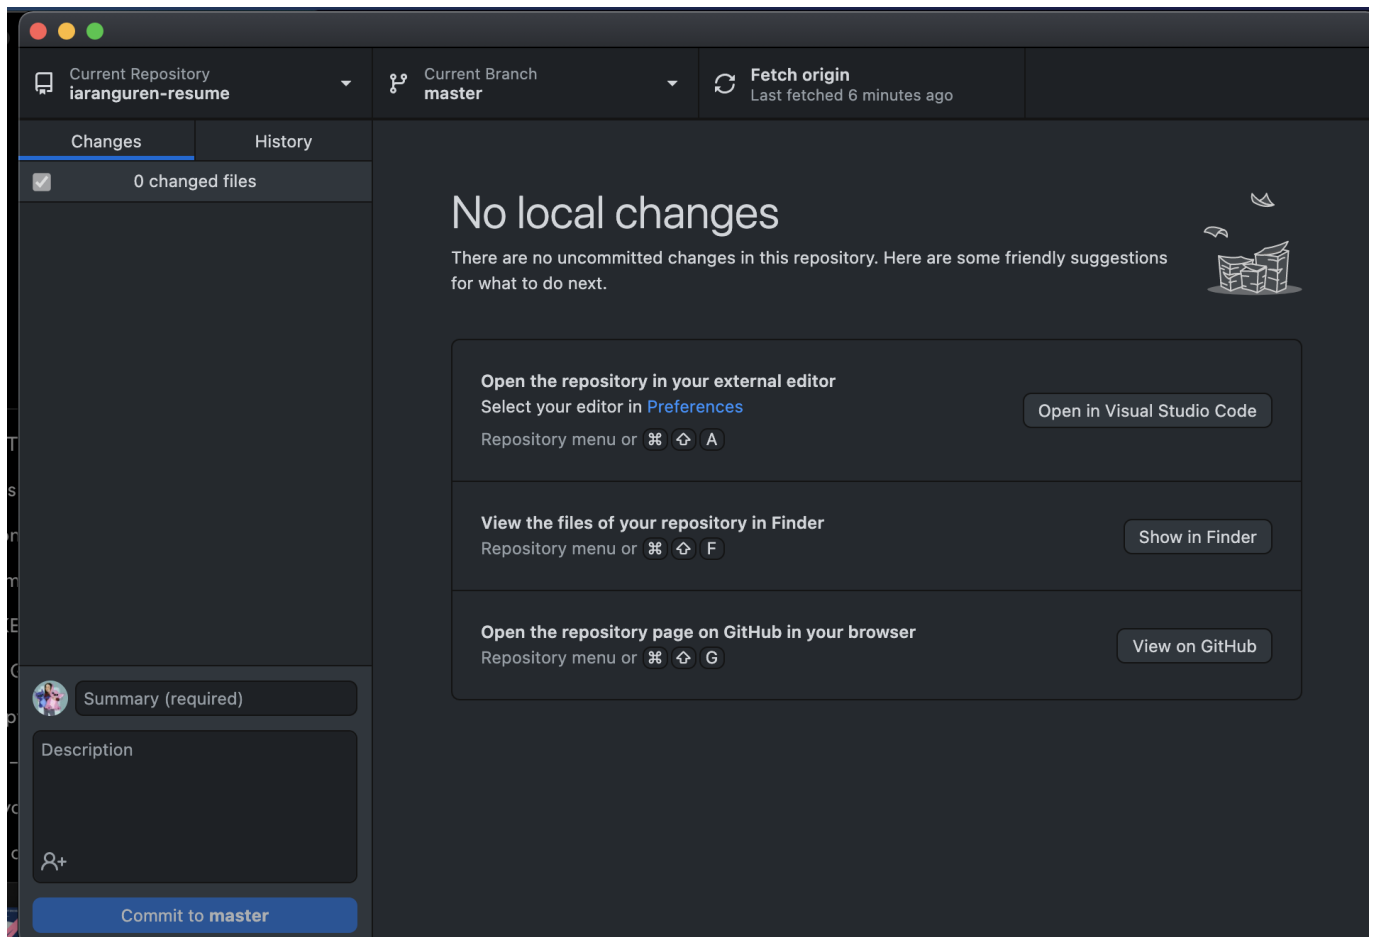 Current Repository
iaranguren-resume
Current Branch
master
Fetch origin
Last fetched 6 minutes ago
Changes
History
0 changed files
No local changes
There are no uncommitted changes in this repository. Here are some friendly suggestions
for what to do next.
Open the repository in your external editor
Select your editor in Preferences
Repository menu or ⌘ ⇧ A
Open in Visual Studio Code
View the files of your repository in Finder
Repository menu or ⌘ ⇧ F
Show in Finder
Open the repository page on GitHub in your browser
Repository menu or ⌘ ⇧ G
View on GitHub
Summary (required)
Description
Commit to master